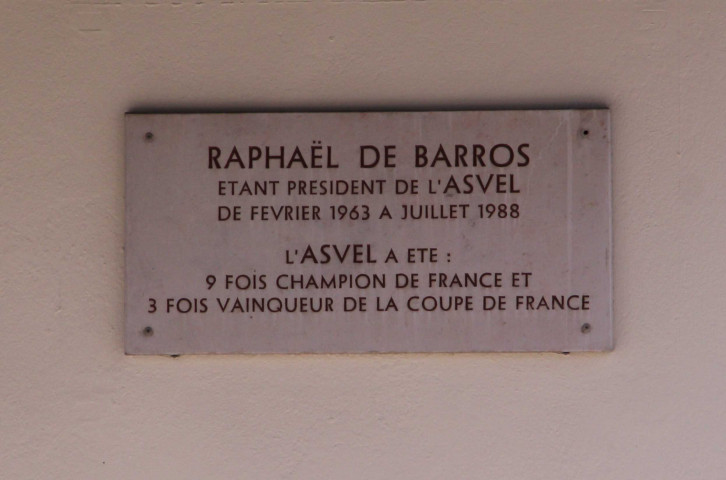 RAPHAËL DE BARROS
ETANT PRESIDENT DE L'ASVEL
DE FEVRIER 1963 A JUILLET 1988
L'ASVEL A ETE :
9 FOIS CHAMPION DE FRANCE ET
3 FOIS VAINQUEUR DE LA COUPE DE FRANCE